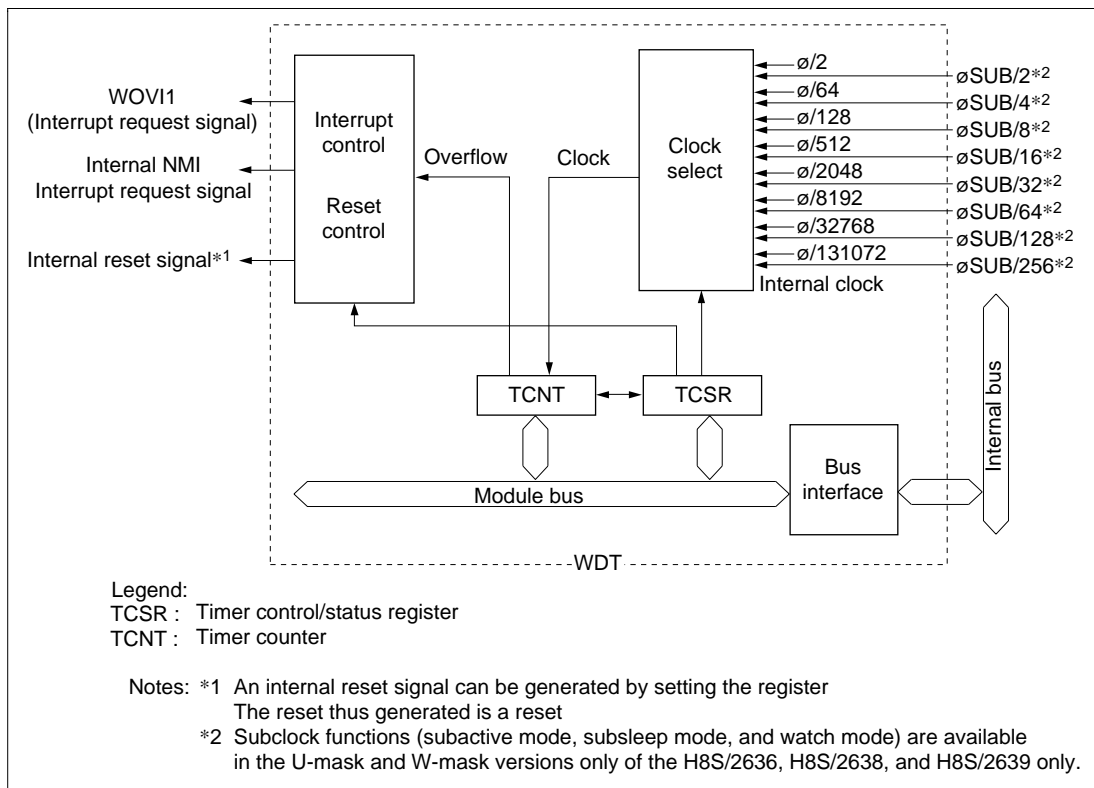 WOVI1
(Interrupt request signal)
Internal NMI
Interrupt request signal
Internal reset signal*1
Interrupt
control
Reset
control
Overflow
Clock
Clock
select
ø/2
ø/64
ø/128
ø/512
ø/2048
ø/8192
ø/32768
ø/131072
Internal clock
øSUB/2*2
øSUB/4*2
øSUB/8*2
øSUB/16*2
øSUB/32*2
øSUB/64*2
øSUB/128*2
øSUB/256*2
TCNT
TCSR
Module bus
Bus
interface
Internal bus
WDT
Legend:
TCSR : Timer control/status register
TCNT : Timer counter
Notes: *1 An internal reset signal can be generated by setting the register
The reset thus generated is a reset
*2 Subclock functions (subactive mode, subsleep mode, and watch mode) are available
in the U-mask and W-mask versions only of the H8S/2636, H8S/2638, and H8S/2639 only.